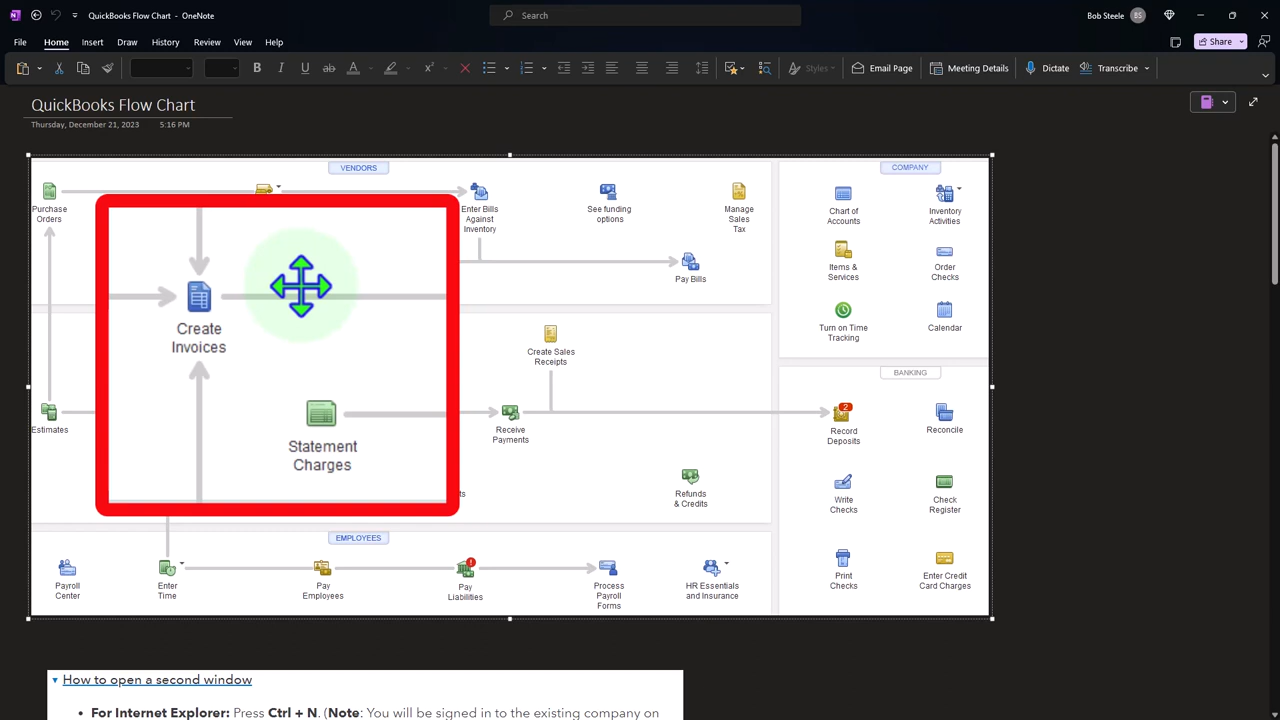 QuickBooks Flow Chart - OneNote
Search
Bob Steele
BS
File
Home
Insert
Draw
History
Review
View
Help
Share
Email Page
Meeting Details
Dictate
Transcribe
Styles
QuickBooks Flow Chart
Thursday, December 21, 2023
5:16 PM
VENDORS
Purchase
Orders
Enter Bills
Against
Inventory
See funding
options
Manage
Sales
Tax
Pay Bills
Create
Invoices
Statement
Charges
Create Sales
Receipts
Estimates
Receive
Payments
Refunds
& Credits
EMPLOYEES
Payroll
Center
Enter
Time
Pay
Employees
Pay
Liabilities
Process
Payroll
Forms
HR Essentials
and Insurance
COMPANY
Chart of
Accounts
Inventory
Activities
Items &
Services
Order
Checks
Turn on Time
Tracking
Calendar
BANKING
2
Record
Deposits
Reconcile
Write
Checks
Check
Register
Print
Checks
Enter Credit
Card Charges
How to open a second window
• For Internet Explorer: Press Ctrl + N. (Note: You will be signed in to the existing company on